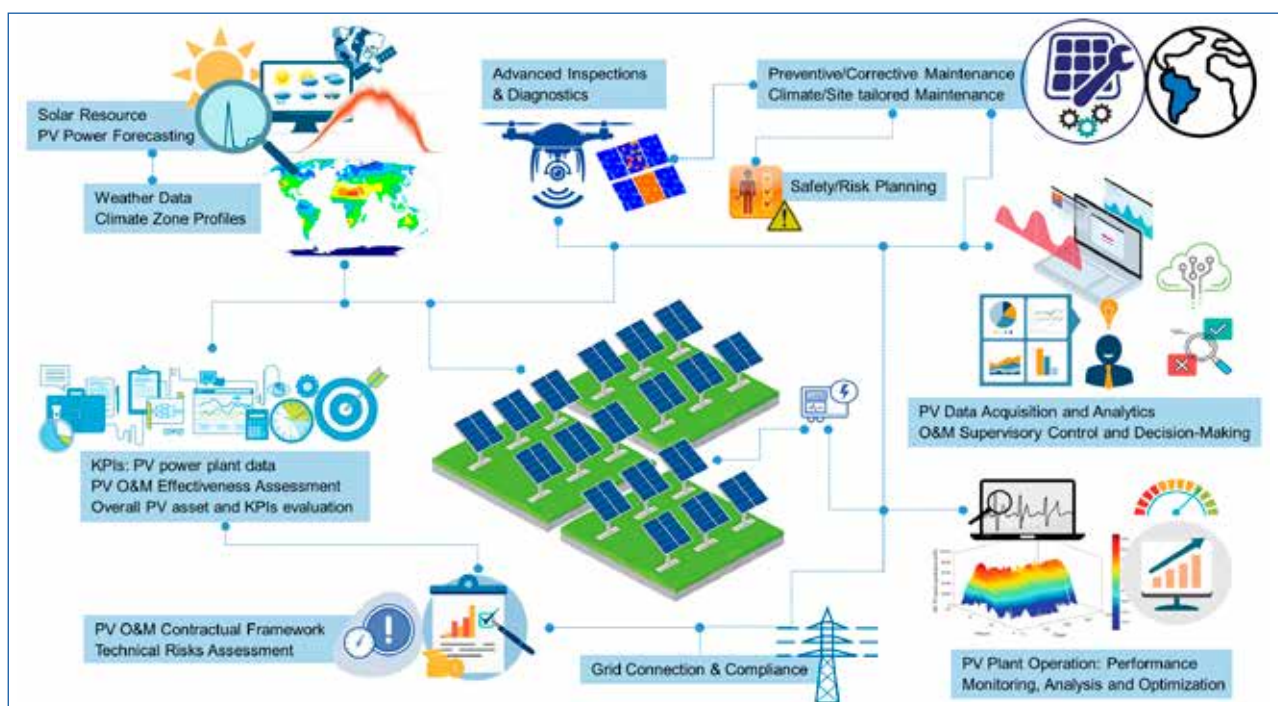 Solar Resource
PV Power Forecasting
Weather Data
Climate Zone Profiles
Advanced Inspections
& Diagnostics
Preventive/Corrective Maintenance
Climate/Site tailored Maintenance
Safety/Risk Planning
PV Data Acquisition and Analytics
O&M Supervisory Control and Decision-Making
KPIs: PV power plant data
PV O&M Effectiveness Assessment
Overall PV asset and KPIs evaluation
PV O&M Contractual Framework
Technical Risks Assessment
Grid Connection & Compliance
PV Plant Operation: Performance
Monitoring, Analysis and Optimization